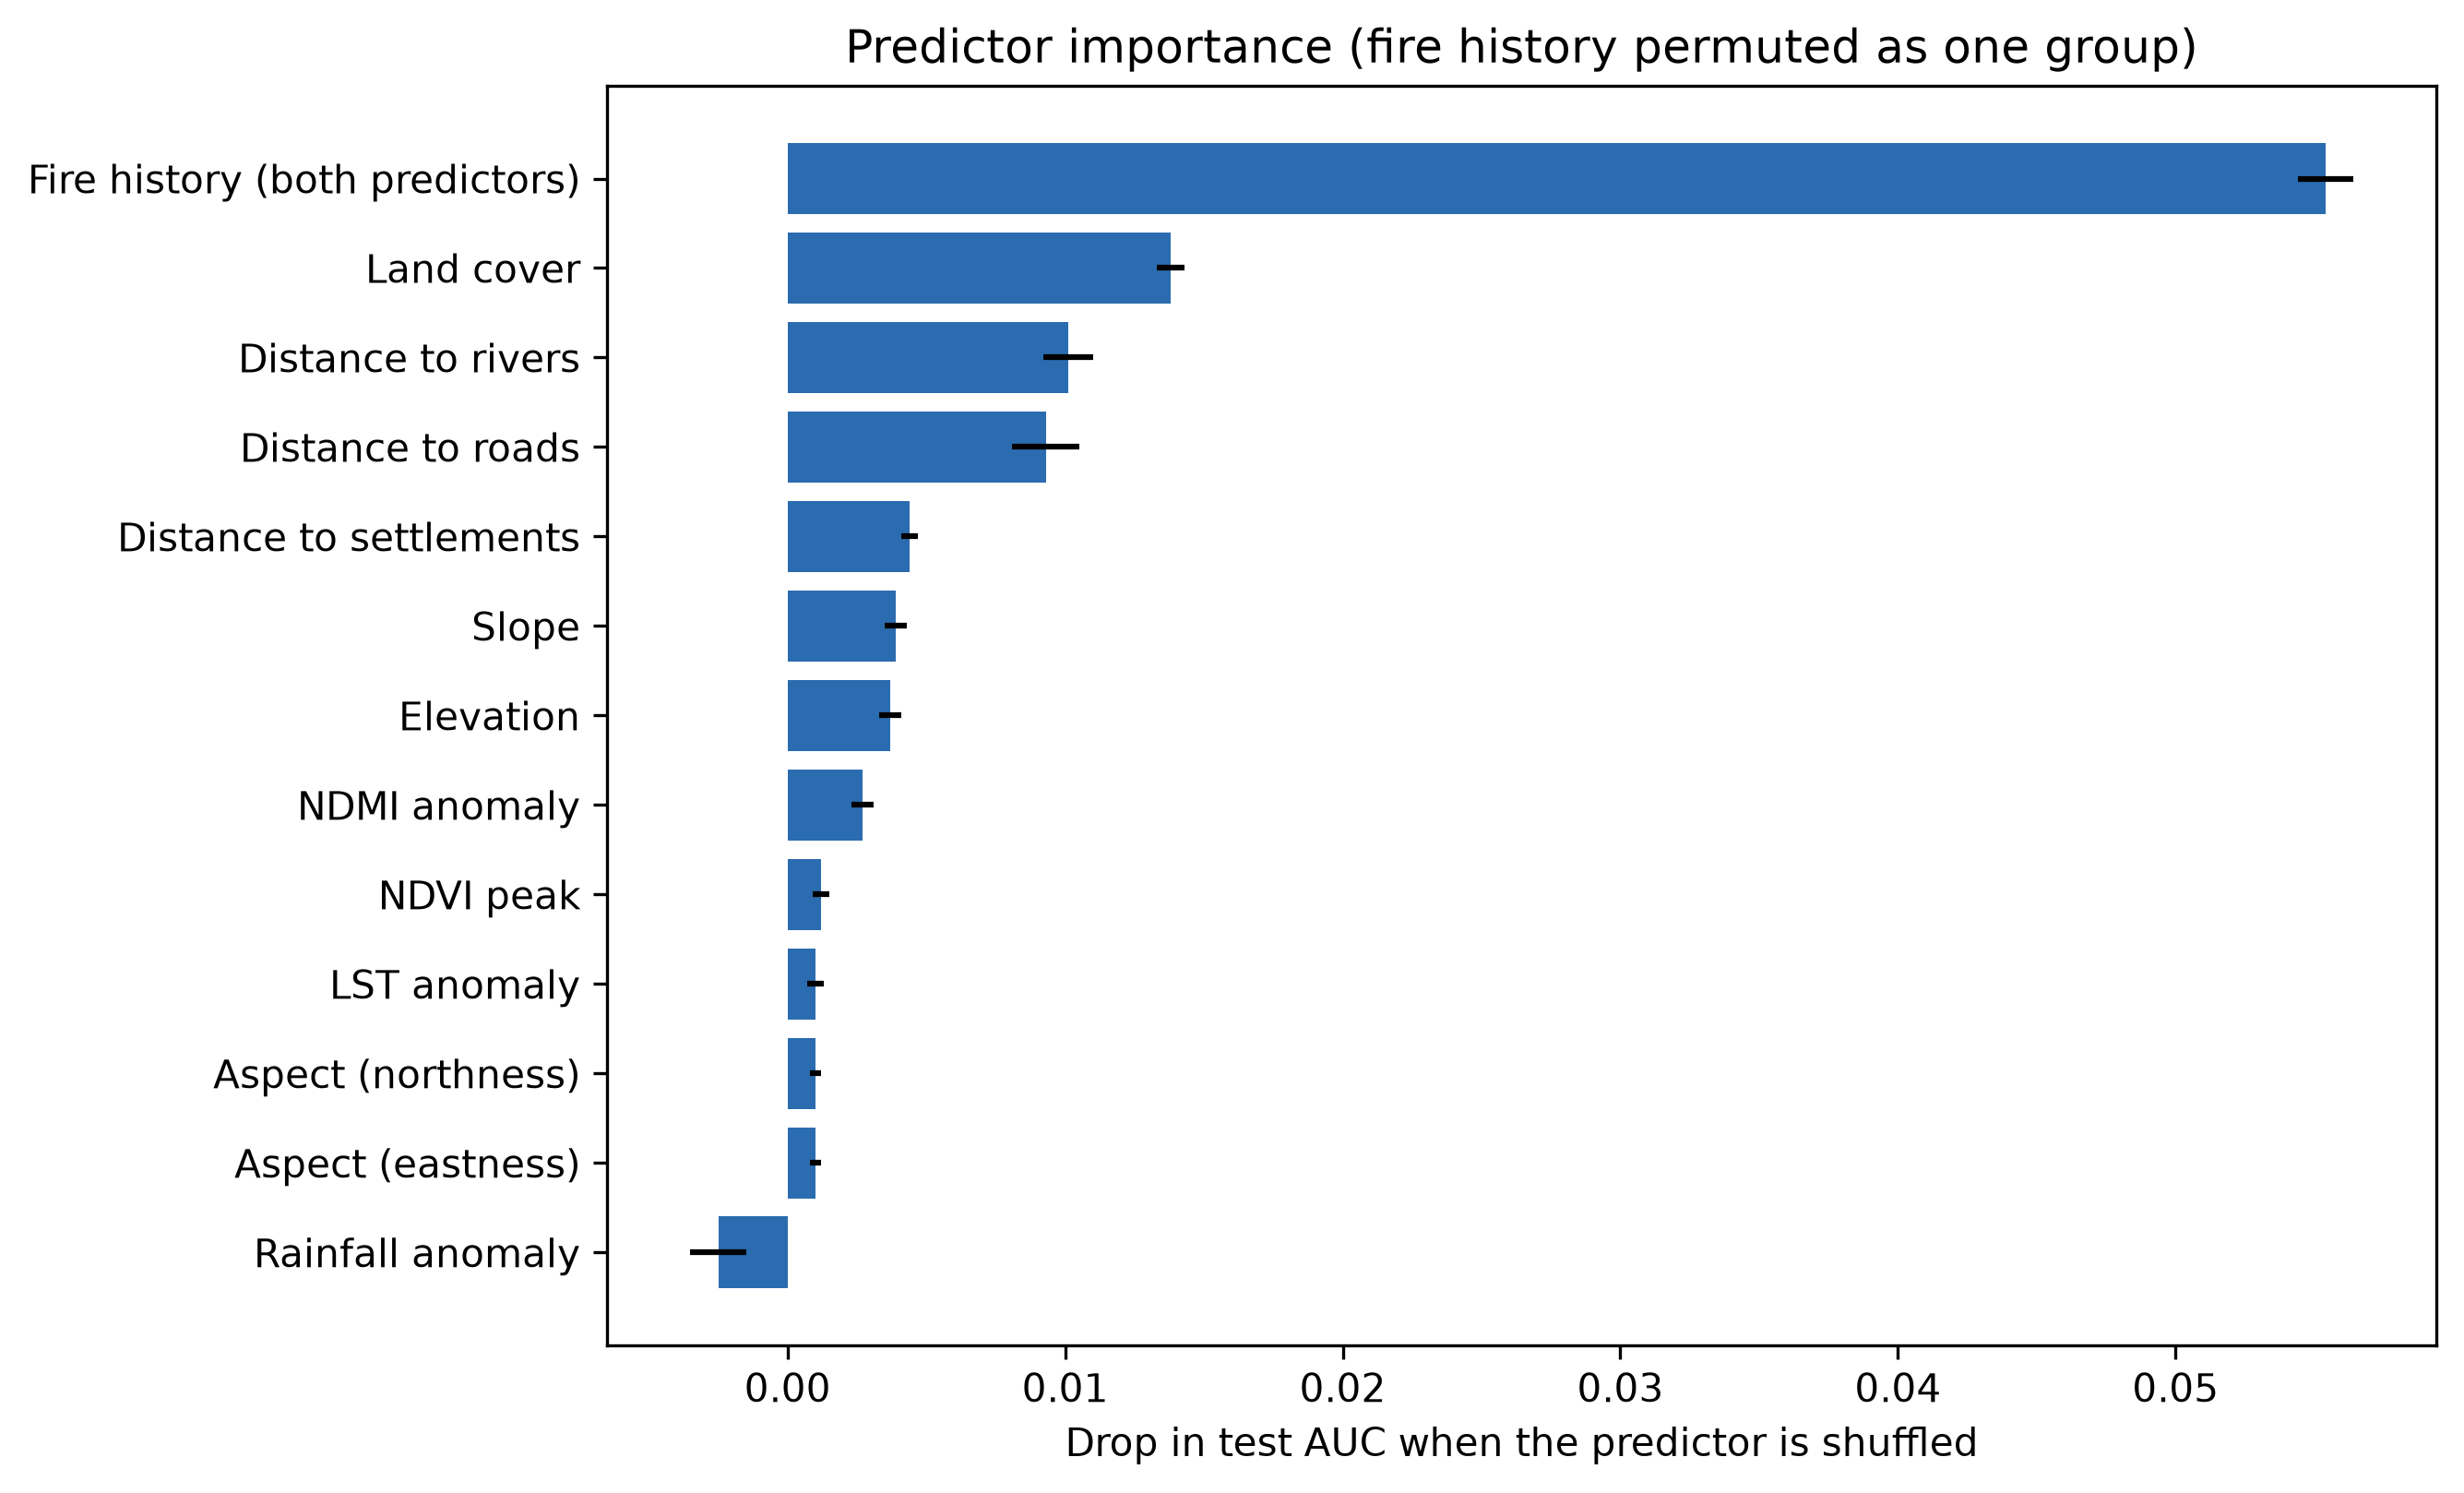 Predictor importance (fire history permuted as one group)
Fire history (both predictors)
Land cover
Distance to rivers
Distance to roads
Distance to settlements
Slope
Elevation
NDMI anomaly
NDVI peak
LST anomaly
Aspect (northness)
Aspect (eastness)
Rainfall anomaly
0.00 0.01 0.02 0.03 0.04 0.05
Drop in test AUC when the predictor is shuffled